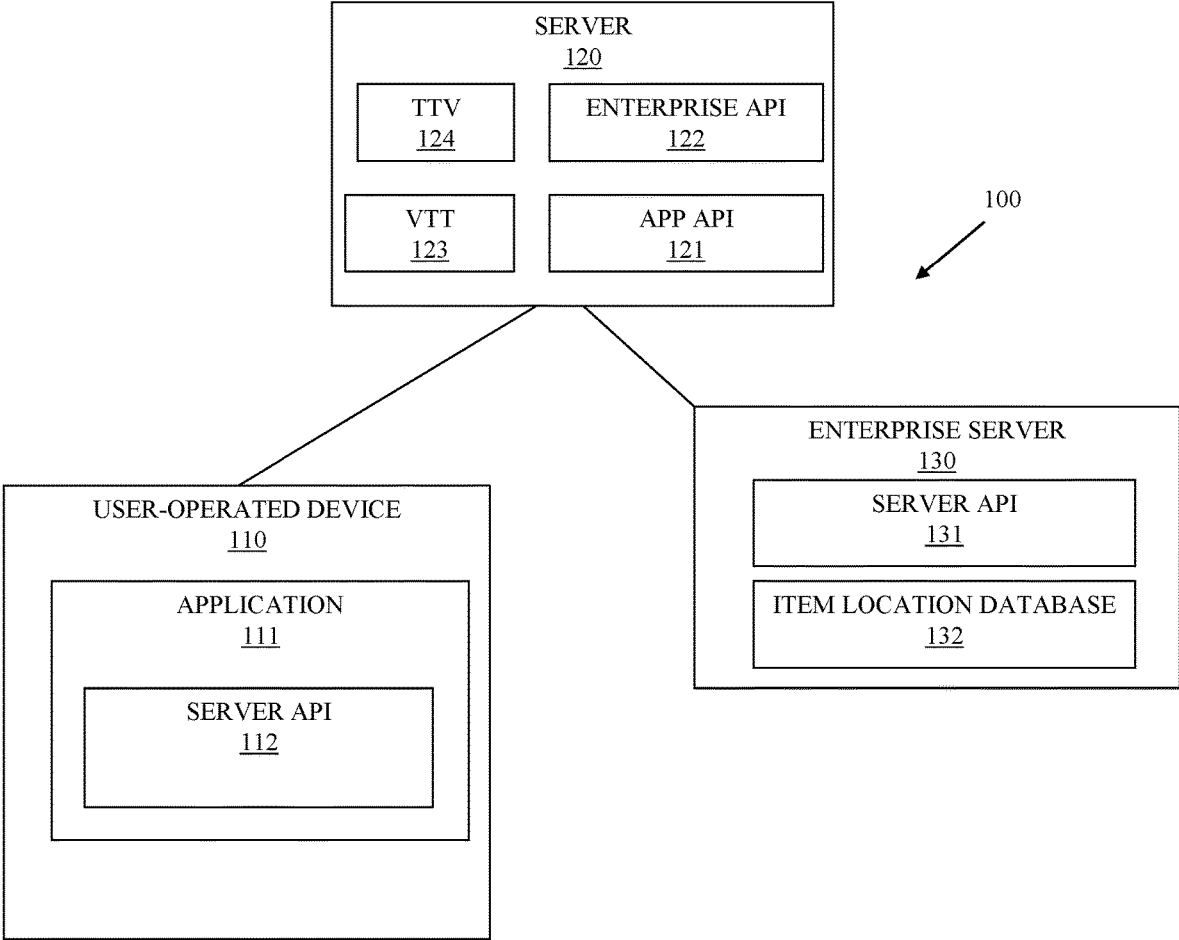 SERVER
120
TTV
124
ENTERPRISE API
122
VTT
123
APP API
121
100
ENTERPRISE SERVER
130
SERVER API
131
ITEM LOCATION DATABASE
132
USER-OPERATED DEVICE
110
APPLICATION
111
SERVER API
112